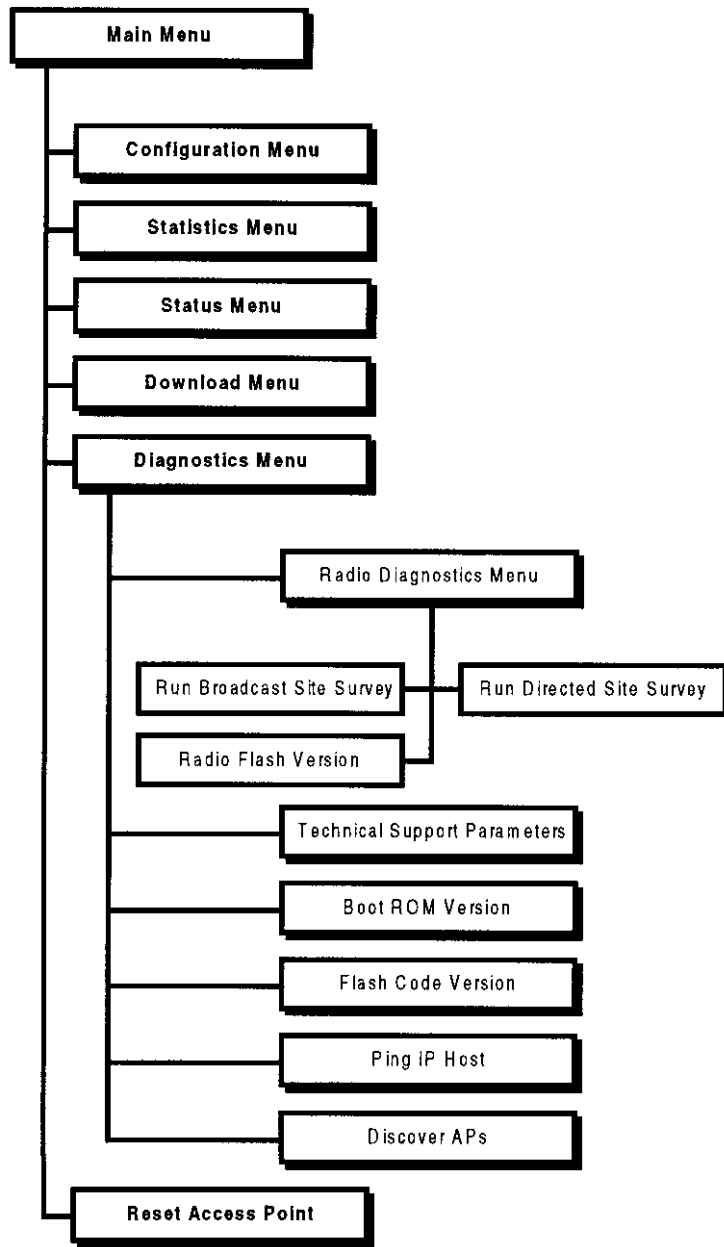 Main Menu
Configuration Menu
Statistics Menu
Status Menu
Download Menu
Diagnostics Menu
Radio Diagnostics Menu
Run Broadcast Site Survey
Run Directed Site Survey
Radio Flash Version
Technical Support Parameters
Boot ROM Version
Flash Code Version
Ping IP Host
Discover APs
Reset Access Point